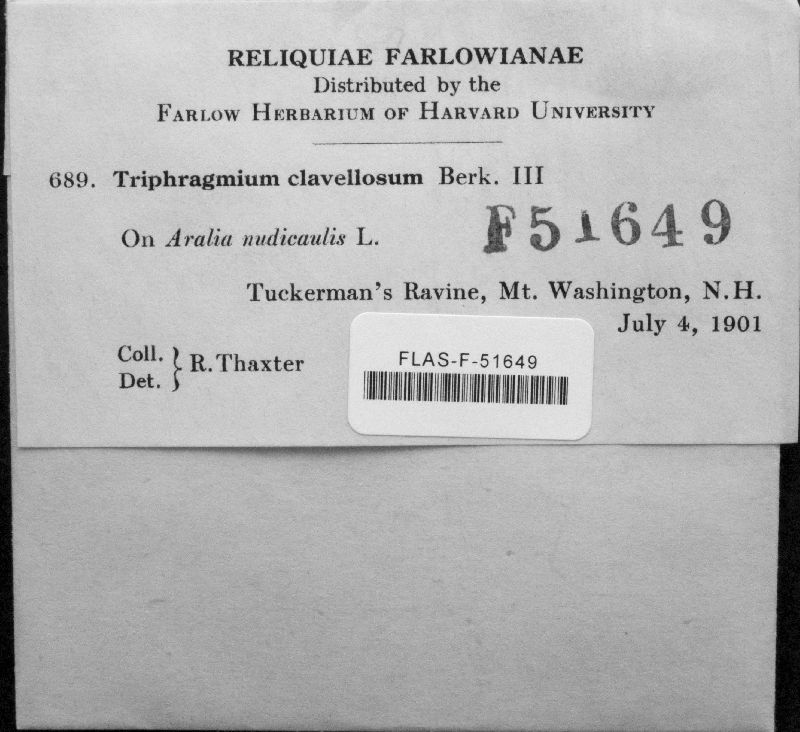 RELIQUIAE FARLOWIANAE
Distributed by the
FARLOW HERBARIUM OF HARVARD UNIVERSITY
689. Triphragmium clavellosum Berk. III
On Aralia nudicaulis L.
F51649
Tuckerman's Ravine, Mt. Washington, N.H.
July 4, 1901
Coll. } R.Thaxter
Det.
FLAS-F-51649